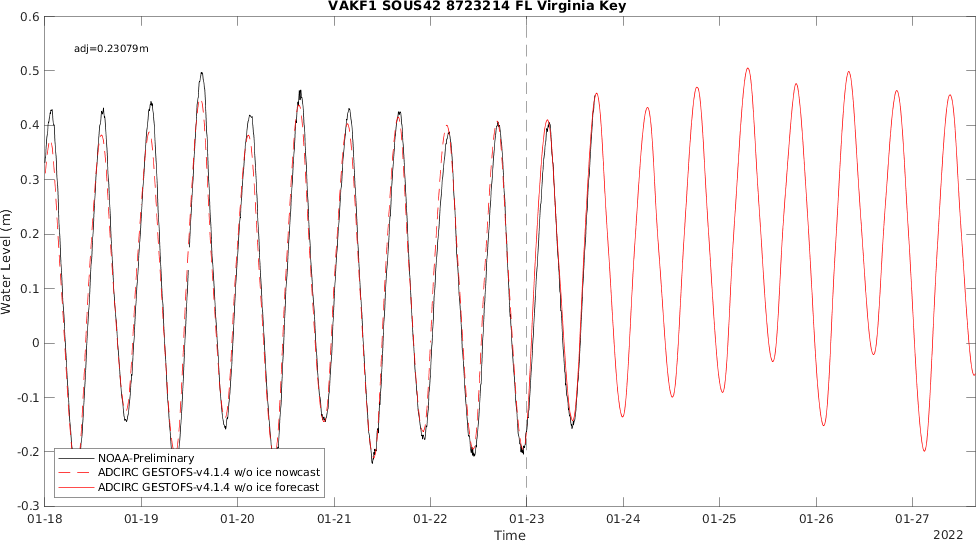 VAKF1 SOUS42 8723214 FL Virginia Key
adj=0.23079m
0.6
0.5
0.4
0.3
0.2
0.1
0
-0.1
-0.2
-0.3
Water Level (m)
NOAA-Preliminary
ADCIRC GESTOFS-v4.1.4 w/o ice nowcast
ADCIRC GESTOFS-v4.1.4 w/o ice forecast
01-18 01-19 01-20 01-21 01-22 01-23 01-24 01-25 01-26 01-27
Time
2022